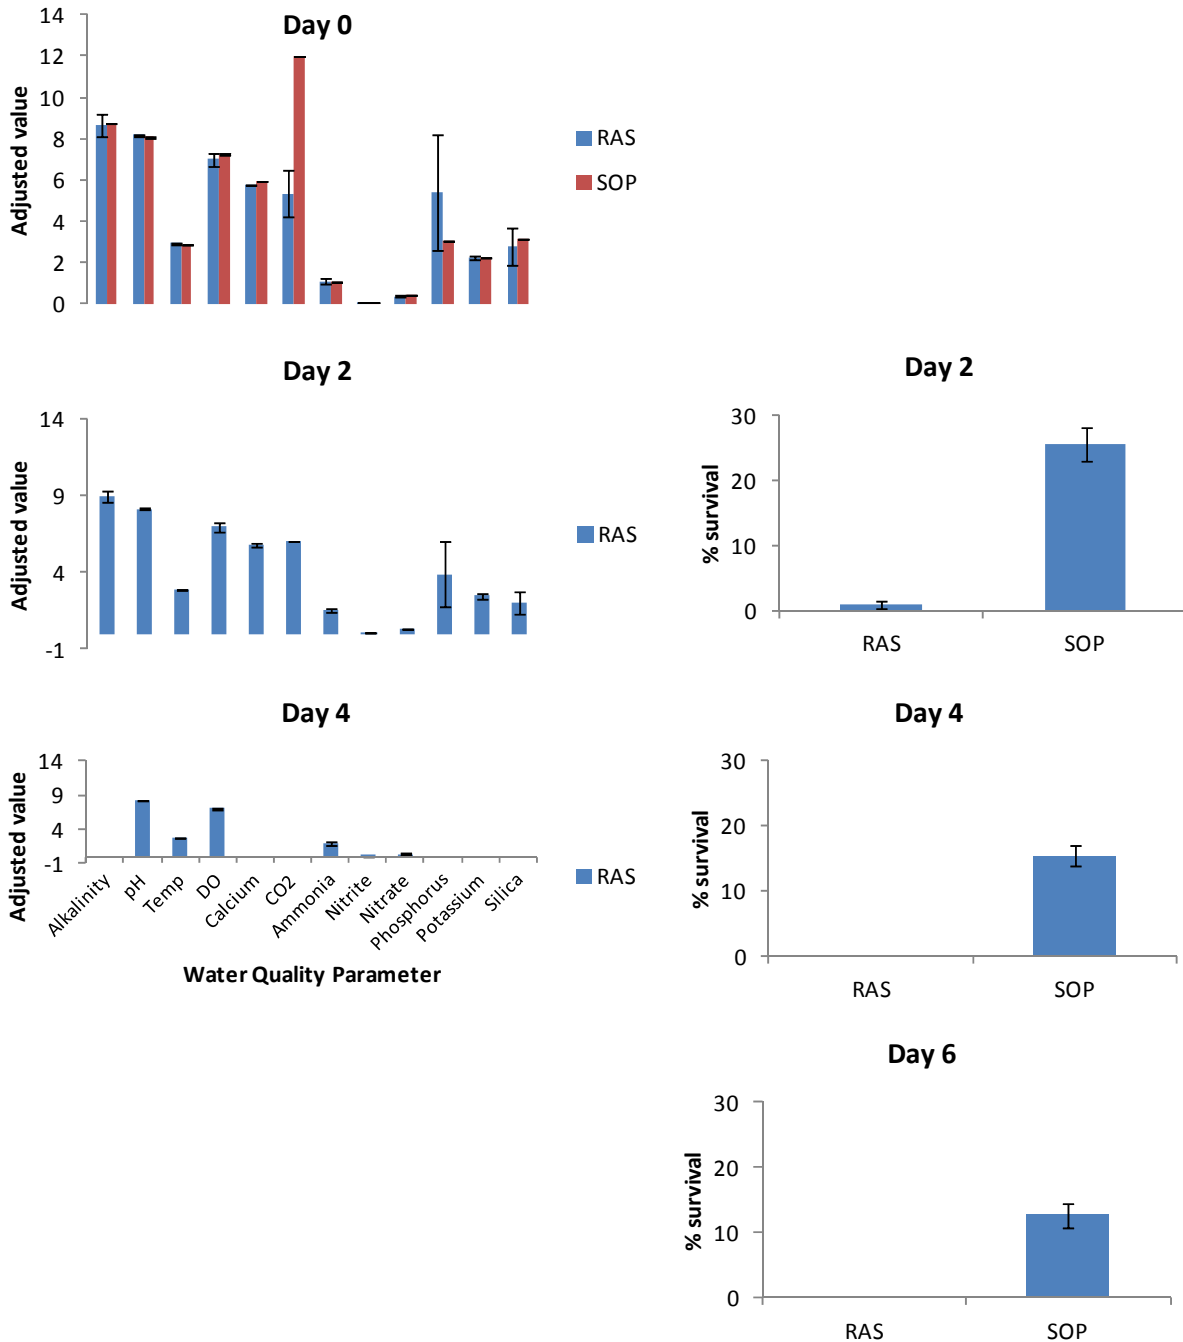 Day 0
14
12
10
8
6
4
2
0
Adjusted value
RAS
SOP
Day 2
14
9
4
-1
Adjusted value
RAS
Day 2
30
20
10
0
% survival
RAS SOP
Day 4
14
9
4
-1
Adjusted value
RAS
Alkalinity pH Temp DO Calcium CO2 Ammonia Nitrite Nitrate Phosphorus Potassium Silica
Water Quality Parameter
Day 4
30
20
10
0
% survival
RAS SOP
Day 6
30
20
10
0
% survival
RAS SOP